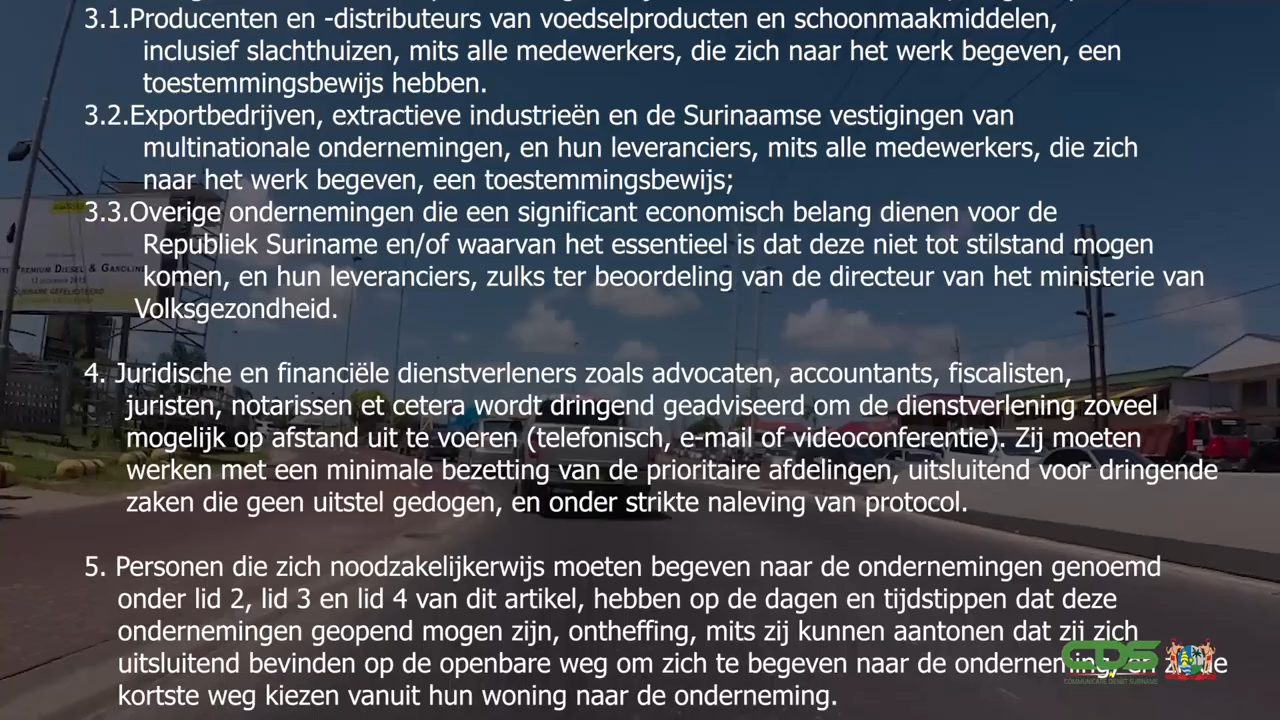 3.1.Producenten en -distributeurs van voedselproducten en schoonmaakmiddelen,
inclusief slachthuizen, mits alle medewerkers, die zich naar het werk begeven, een
toestemmingsbewijs hebben.
3.2.Exportbedrijven, extractieve industrieën en de Surinaamse vestigingen van
multinationale ondernemingen, en hun leveranciers, mits alle medewerkers, die zich
naar het werk begeven, een toestemmingsbewijs;
3.3.Overige ondernemingen die een significant economisch belang dienen voor de
Republiek Suriname en/of waarvan het essentieel is dat deze niet tot stilstand mogen
komen, en hun leveranciers, zulks ter beoordeling van de directeur van het ministerie van
Volksgezondheid.
PREMIUM DIESEL & GASOLINE
4. Juridische en financiële dienstverleners zoals advocaten, accountants, fiscalisten,
juristen, notarissen et cetera wordt dringend geadviseerd om de dienstverlening zoveel
mogelijk op afstand uit te voeren (telefonisch, e-mail of videoconferentie). Zij moeten
werken met een minimale bezetting van de prioritaire afdelingen, uitsluitend voor dringende
zaken die geen uitstel gedogen, en onder strikte naleving van protocol.
5. Personen die zich noodzakelijkerwijs moeten begeven naar de ondernemingen genoemd
onder lid 2, lid 3 en lid 4 van dit artikel, hebben op de dagen en tijdstippen dat deze
ondernemingen geopend mogen zijn, ontheffing, mits zij kunnen aantonen dat zij zich
uitsluitend bevinden op de openbare weg om zich te begeven naar de onderneming, en de
kortste weg kiezen vanuit hun woning naar de onderneming.
CDS
COMMUNICATIE DIENST SURINAME